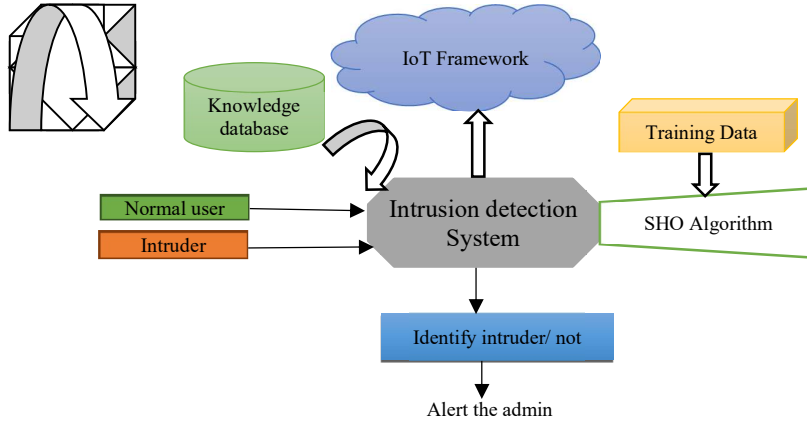 IoT Framework
Knowledge
database
Training Data
Normal user
Intruder
Intrusion detection
System
SHO Algorithm
Identify intruder/ not
Alert the admin